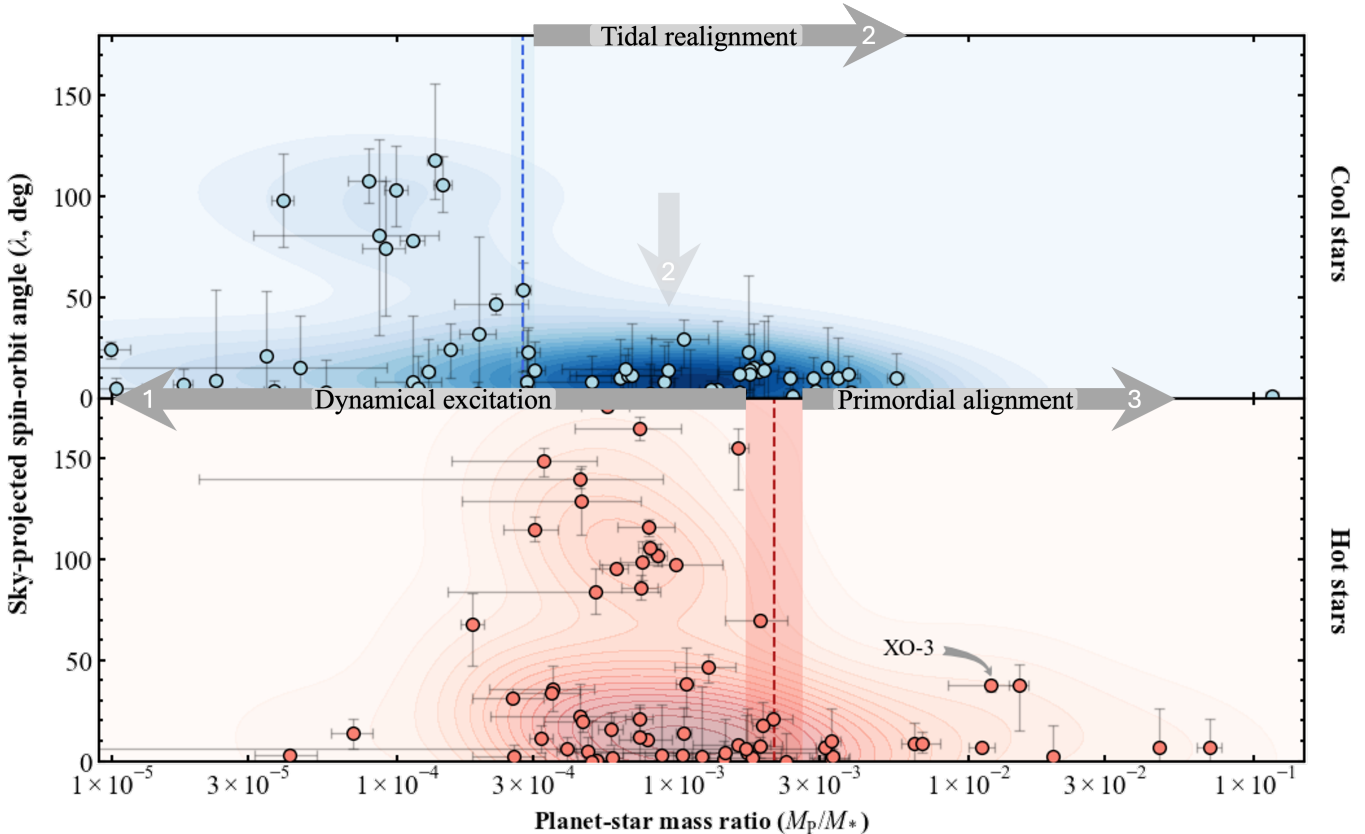 Tidal realignment 2
150
100
50
0
2
Cool stars
1 Dynamical excitation
Primordial alignment 3
Sky-projected spin-orbit angle (λ, deg)
150
100
50
0
XO-3
Hot stars
1 × 10⁻⁵ 3 × 10⁻⁵ 1 × 10⁻⁴ 3 × 10⁻⁴ 1 × 10⁻³ 3 × 10⁻³ 1 × 10⁻² 3 × 10⁻² 1 × 10⁻¹
Planet-star mass ratio (Mₚ/M*)